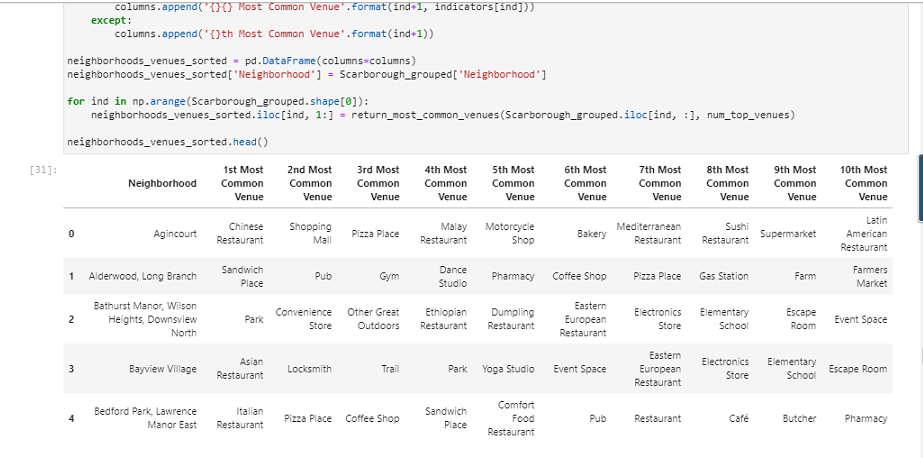 columns.append('{}{} Most Common Venue'.format(ind+1, indicators[ind]))
except:
columns.append('{}th Most Common Venue'.format(ind+1))
neighborhoods_venues_sorted = pd.DataFrame(columns=columns)
neighborhoods_venues_sorted['Neighborhood'] = Scarborough_grouped['Neighborhood']
for ind in np.arange(Scarborough_grouped.shape[0]):
neighborhoods_venues_sorted.iloc[ind, 1:] = return_most_common_venues(Scarborough_grouped.iloc[ind, :], num_top_venues)
neighborhoods_venues_sorted.head()
[31]:
Neighborhood 1st Most Common Venue 2nd Most Common Venue 3rd Most Common Venue 4th Most Common Venue 5th Most Common Venue 6th Most Common Venue 7th Most Common Venue 8th Most Common Venue 9th Most Common Venue 10th Most Common Venue
0 Agincourt Chinese Restaurant Shopping Mall Pizza Place Malay Restaurant Motorcycle Shop Bakery Mediterranean Restaurant Sushi Restaurant Supermarket Latin American Restaurant
1 Alderwood, Long Branch Sandwich Place Pub Gym Dance Studio Pharmacy Coffee Shop Pizza Place Gas Station Farm Farmers Market
2 Bathurst Manor, Wilson Heights, Downsview North Park Convenience Store Other Great Outdoors Ethiopian Restaurant Dumpling Restaurant Eastern European Restaurant Electronics Store Elementary School Escape Room Event Space
3 Bayview Village Asian Restaurant Locksmith Trail Park Yoga Studio Event Space Eastern European Restaurant Electronics Store Elementary School Escape Room
4 Bedford Park, Lawrence Manor East Italian Restaurant Pizza Place Coffee Shop Sandwich Place Comfort Food Restaurant Pub Restaurant Café Butcher Pharmacy